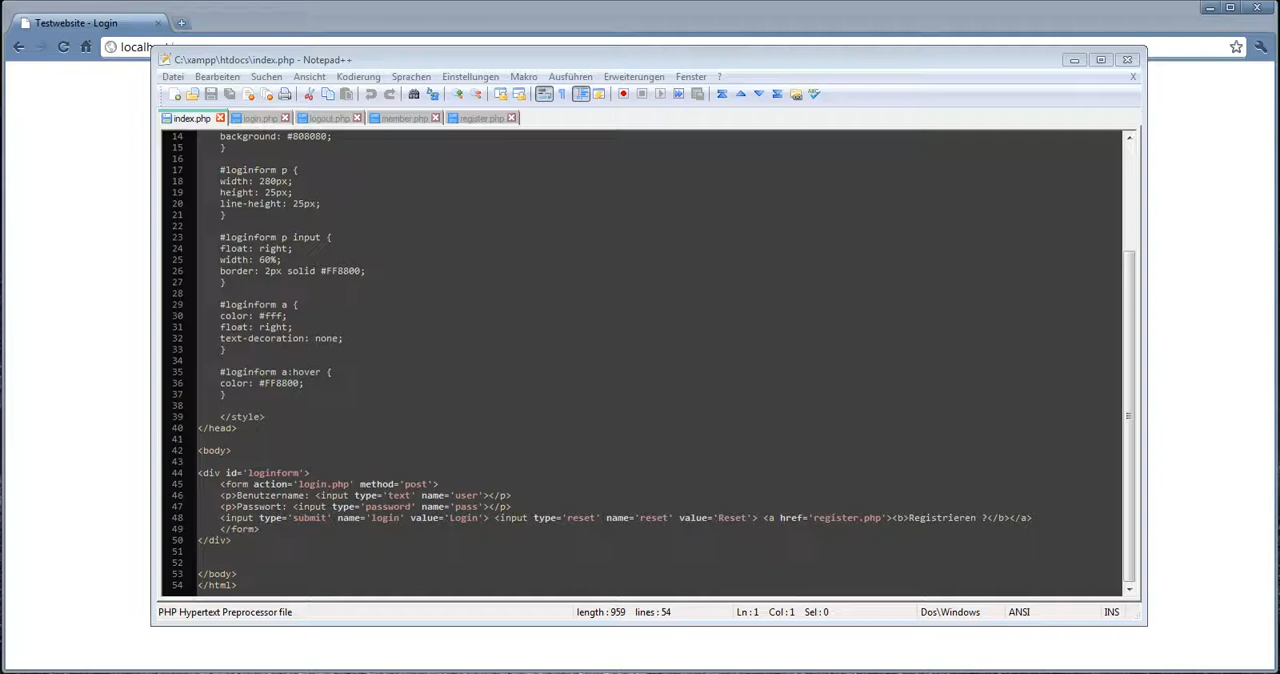 Testwebsite - Login
localh
C:\xampp\htdocs\index.php - Notepad++
Datei Bearbeiten Suchen Ansicht Kodierung Sprachen Einstellungen Makro Ausführen Erweiterungen Fenster ? X
index.php login.php logout.php member.php register.php
14 background: #808080;
15 }
16
17 #loginform p {
18 width: 280px;
19 height: 25px;
20 line-height: 25px;
21 }
22
23 #loginform p input {
24 float: right;
25 width: 60%;
26 border: 2px solid #FF8800;
27 }
28
29 #loginform a {
30 color: #fff;
31 float: right;
32 text-decoration: none;
33 }
34
35 #loginform a:hover {
36 color: #FF8800;
37 }
38
39 </style>
40 </head>
41
42 <body>
43
44 <div id='loginform'>
45 <form action='login.php' method='post'>
46 <p>Benutzername: <input type='text' name='user'></p>
47 <p>Passwort: <input type='password' name='pass'></p>
48 <input type='submit' name='login' value='Login'> <input type='reset' name='reset' value='Reset'> <a href='register.php'><b>Registrieren ?</b></a>
49 </form>
50 </div>
51
52
53 </body>
54 </html>
PHP Hypertext Preprocessor file length : 959 lines : 54 Ln : 1 Col : 1 Sel : 0 Dos\Windows ANSI INS